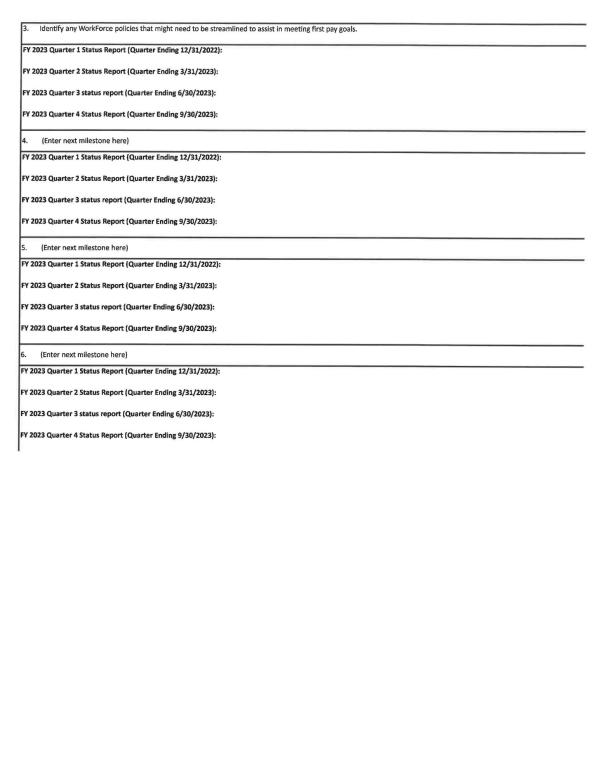 3. Identify any WorkForce policies that might need to be streamlined to assist in meeting first pay goals.
FY 2023 Quarter 1 Status Report (Quarter Ending 12/31/2022):
FY 2023 Quarter 2 Status Report (Quarter Ending 3/31/2023):
FY 2023 Quarter 3 status report (Quarter Ending 6/30/2023):
FY 2023 Quarter 4 Status Report (Quarter Ending 9/30/2023):
4. (Enter next milestone here)
FY 2023 Quarter 1 Status Report (Quarter Ending 12/31/2022):
FY 2023 Quarter 2 Status Report (Quarter Ending 3/31/2023):
FY 2023 Quarter 3 status report (Quarter Ending 6/30/2023):
FY 2023 Quarter 4 Status Report (Quarter Ending 9/30/2023):
5. (Enter next milestone here)
FY 2023 Quarter 1 Status Report (Quarter Ending 12/31/2022):
FY 2023 Quarter 2 Status Report (Quarter Ending 3/31/2023):
FY 2023 Quarter 3 status report (Quarter Ending 6/30/2023):
FY 2023 Quarter 4 Status Report (Quarter Ending 9/30/2023):
6. (Enter next milestone here)
FY 2023 Quarter 1 Status Report (Quarter Ending 12/31/2022):
FY 2023 Quarter 2 Status Report (Quarter Ending 3/31/2023):
FY 2023 Quarter 3 status report (Quarter Ending 6/30/2023):
FY 2023 Quarter 4 Status Report (Quarter Ending 9/30/2023):